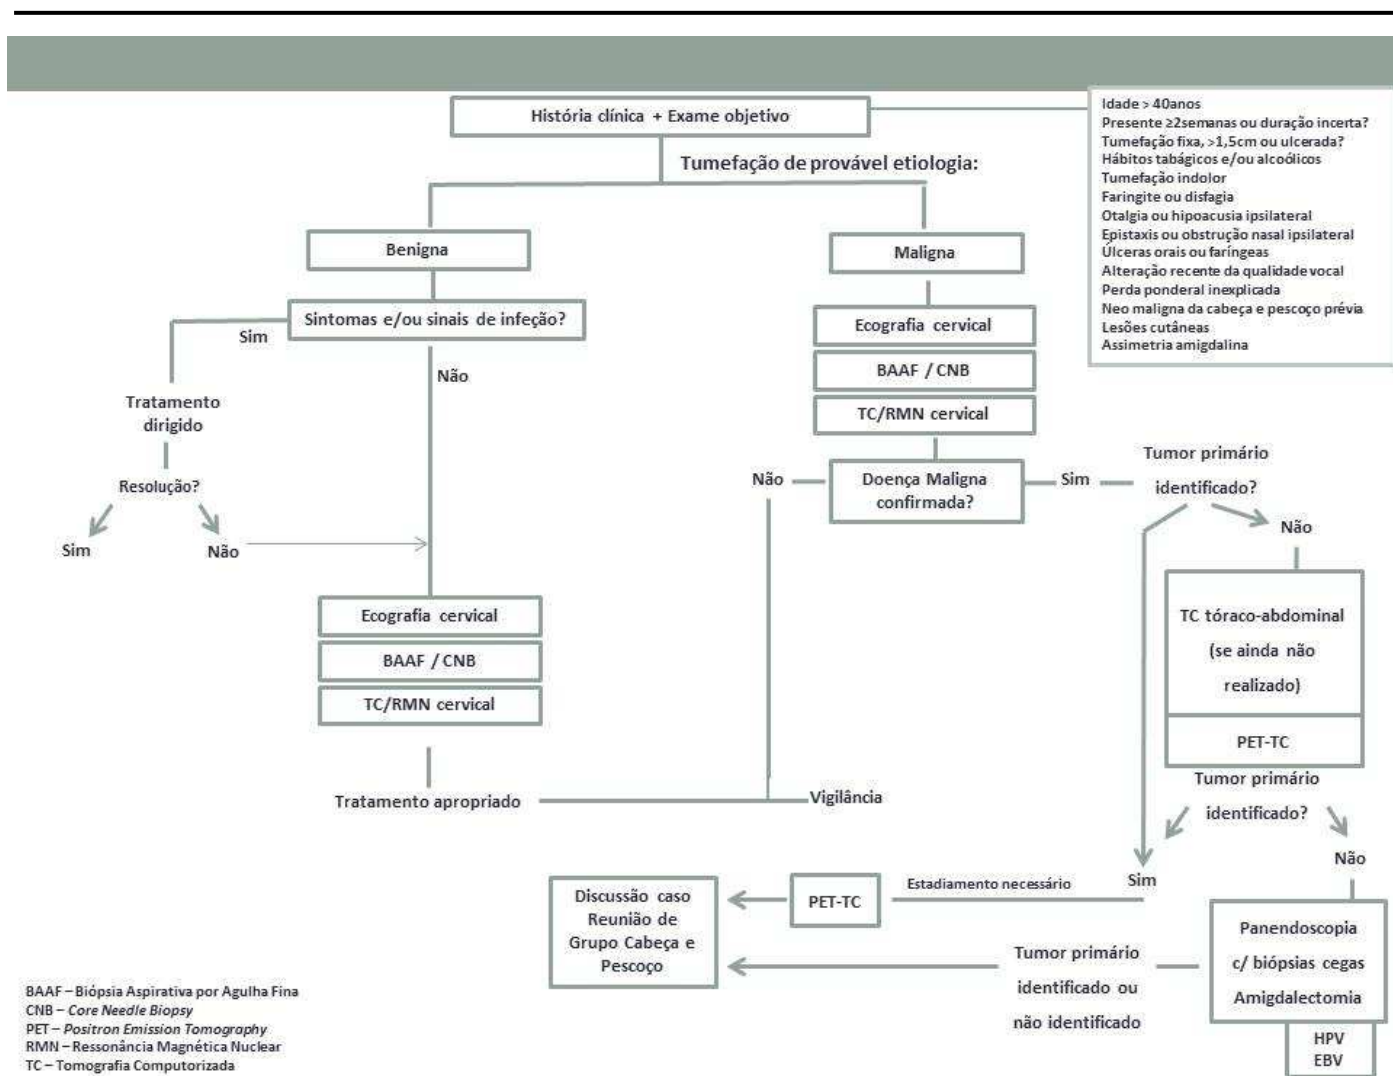 História clínica + Exame objetivo
Idade > 40anos
Presente ≥2semanas ou duração incerta?
Tumefação fixa, >1,5cm ou ulcerada?
Hábitos tabágicos e/ou alcoólicos
Tumefação indolor
Faringite ou disfagia
Otalgia ou hipoacusia ipsilateral
Epistaxis ou obstrução nasal ipsilateral
Úlceras orais ou faríngeas
Alteração recente da qualidade vocal
Perda ponderal inexplicada
Neo maligna da cabeça e pescoço prévia
Lesões cutâneas
Assimetria amigdalina
Tumefação de provável etiologia:
Benigna
Sintomas e/ou sinais de infeção?
Sim
Não
Tratamento
dirigido
Resolução?
Sim
Não
Ecografia cervical
BAAF / CNB
TC/RMN cervical
Tratamento apropriado
Vigilância
Maligna
Ecografia cervical
BAAF / CNB
TC/RMN cervical
Doença Maligna
confirmada?
Não
Sim
Tumor primário
identificado?
Não
TC tóraco-abdominal
(se ainda não
realizado)
PET-TC
Tumor primário
identificado?
Sim
Não
Estadiamento necessário
PET-TC
Discussão caso
Reunião de
Grupo Cabeça e
Pescoço
Panendoscopia
c/ biópsias cegas
Amigdalectomia
HPV
EBV
Tumor primário
identificado ou
não identificado
BAAF – Biópsia Aspirativa por Agulha Fina
CNB – Core Needle Biopsy
PET – Positron Emission Tomography
RMN – Ressonância Magnética Nuclear
TC – Tomografia Computorizada